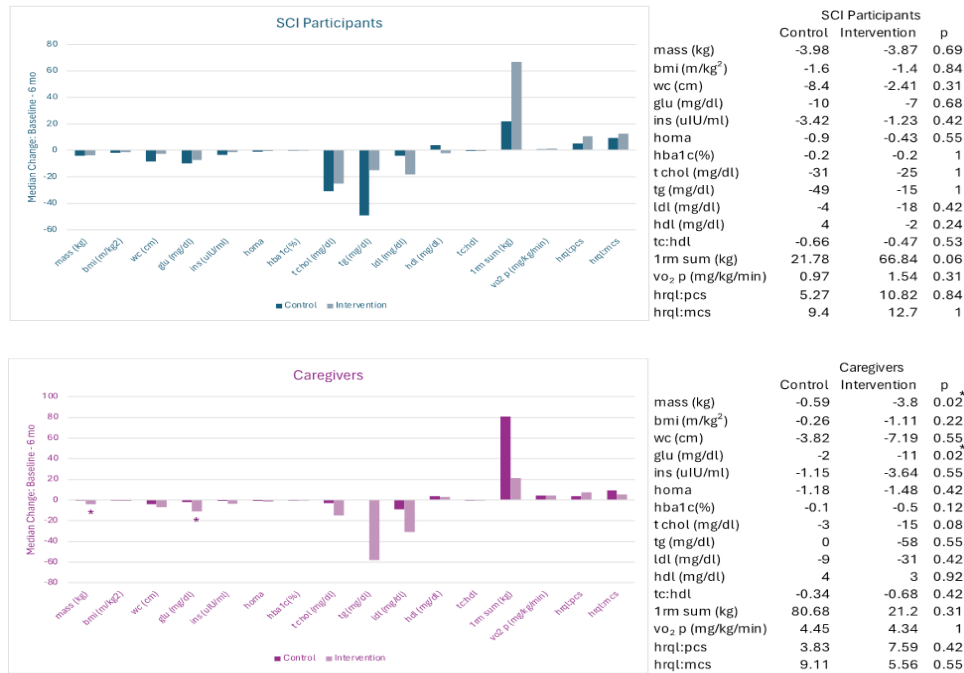 SCI Participants
Median Change: Baseline - 6 mo
80
60
40
20
0
-20
-40
-60
mass (kg)
bmi (m/kg2)
wc (cm)
glu (mg/dl)
ins (uIU/ml)
homa
hba1c(%)
t chol (mg/dl)
tg (mg/dl)
ldl (mg/dl)
hdl (mg/dl)
tc:hdl
1rm sum(kg)
vo2 p (mg/kg/min)
hrql:pcs
hrql:mcs
Control Intervention
SCI Participants
Control Intervention p
mass (kg) -3.98 -3.87 0.69
bmi (m/kg²) -1.6 -1.4 0.84
wc (cm) -8.4 -2.41 0.31
glu (mg/dl) -10 -7 0.68
ins (uIU/ml) -3.42 -1.23 0.42
homa -0.9 -0.43 0.55
hba1c(%) -0.2 -0.2 1
t chol (mg/dl) -31 -25 1
tg (mg/dl) -49 -15 1
ldl (mg/dl) -4 -18 0.42
hdl (mg/dl) 4 -2 0.24
tc:hdl -0.66 -0.47 0.53
1rm sum (kg) 21.78 66.84 0.06
vo₂ p (mg/kg/min) 0.97 1.54 0.31
hrql:pcs 5.27 10.82 0.84
hrql:mcs 9.4 12.7 1
Caregivers
Median Change: Baseline - 6 mo
100
80
60
40
20
0
-20
-40
-60
-80
*
*
mass (kg)
bmi (m/kg2)
wc (cm)
glu (mg/dl)
ins (uIU/ml)
homa
hba1c(%)
t chol (mg/dl)
tg (mg/dl)
ldl (mg/dl)
hdl (mg/dl)
tc:hdl
1rm sum(kg)
vo2 p (mg/kg/min)
hrql:pcs
hrql:mcs
Control Intervention
Caregivers
Control Intervention p
mass (kg) -0.59 -3.8 0.02*
bmi (m/kg²) -0.26 -1.11 0.22
wc (cm) -3.82 -7.19 0.55
glu (mg/dl) -2 -11 0.02*
ins (uIU/ml) -1.15 -3.64 0.55
homa -1.18 -1.48 0.42
hba1c(%) -0.1 -0.5 0.12
t chol (mg/dl) -3 -15 0.08
tg (mg/dl) 0 -58 0.55
ldl (mg/dl) -9 -31 0.42
hdl (mg/dl) 4 3 0.92
tc:hdl -0.34 -0.68 0.42
1rm sum (kg) 80.68 21.2 0.31
vo₂ p (mg/kg/min) 4.45 4.34 1
hrql:pcs 3.83 7.59 0.42
hrql:mcs 9.11 5.56 0.55